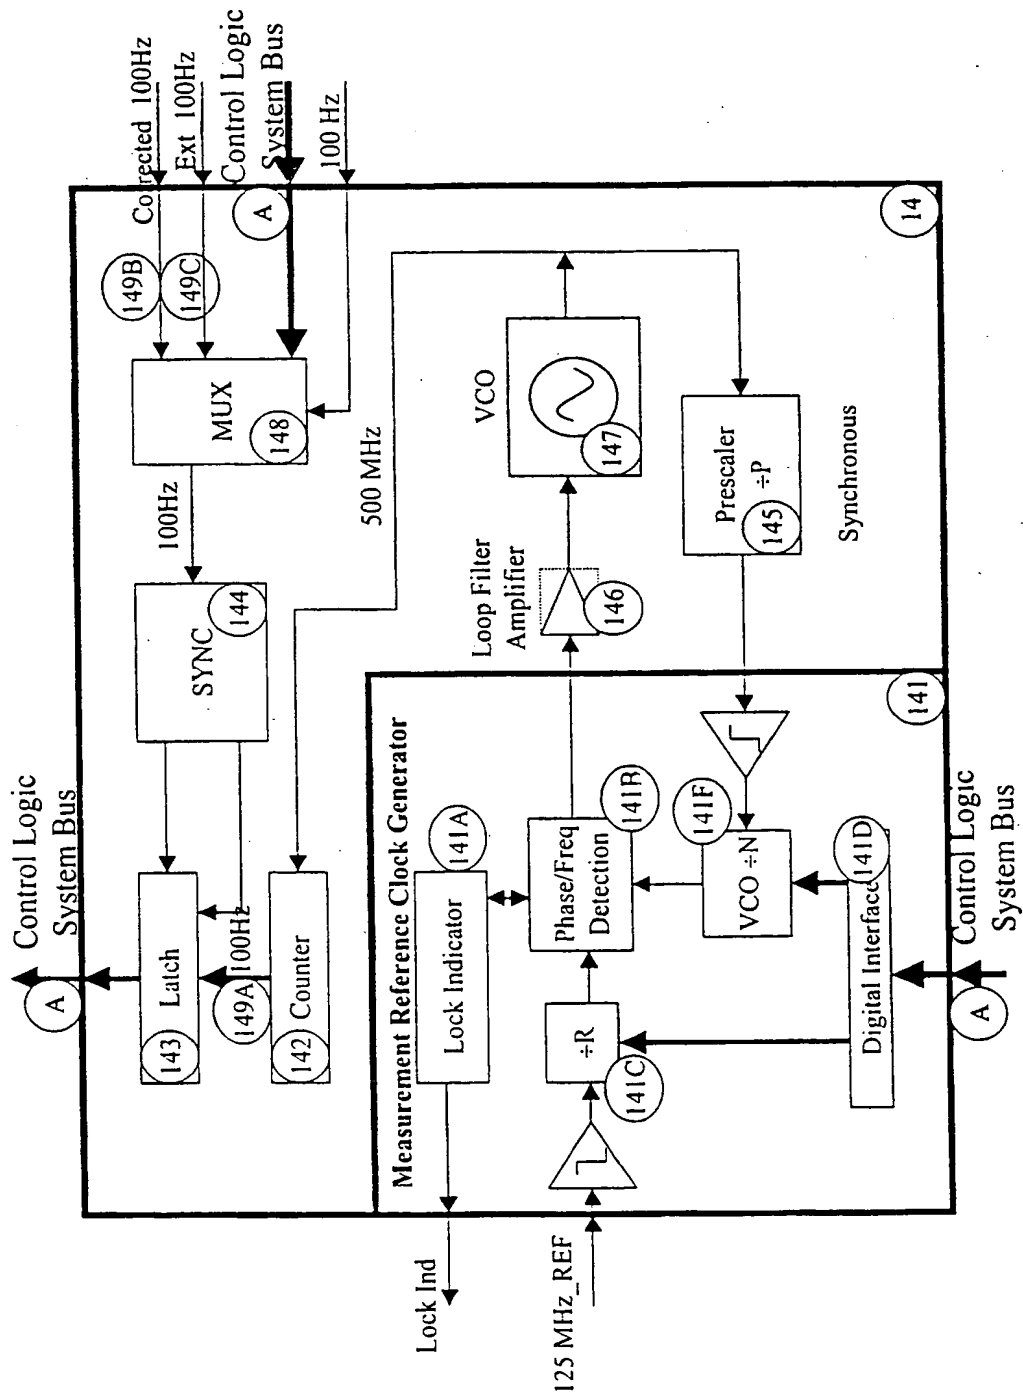 Control Logic
System Bus
A
143
Latch
149A
100Hz
142
Counter
SYNC
144
100Hz
MUX
148
149B
149C
Corrected 100Hz
Ext 100Hz
Control Logic
System Bus
A
100 Hz
500 MHz
Measurement Reference Clock Generator
Lock Ind
Lock Indicator
141A
125 MHz_REF
÷R
141C
Phase/Freq
Detection
141B
Loop Filter
Amplifier
146
VCO
147
VCO ÷N
141F
Prescaler
÷P
145
Synchronous
Digital Interface
141D
141
14
A
Control Logic
System Bus